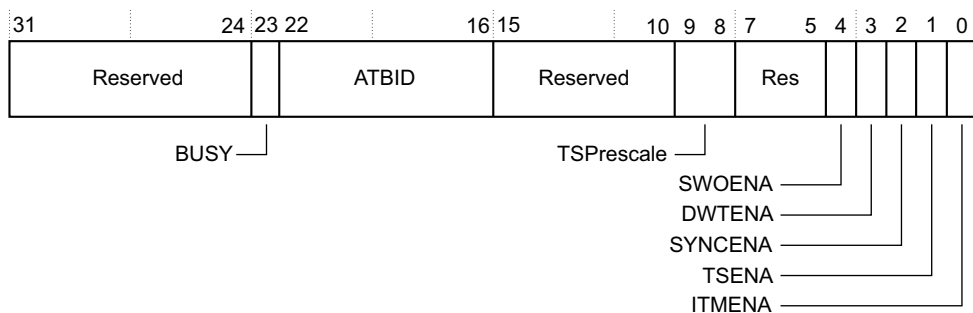 31 24 23 22 16 15 10 9 8 7 5 4 3 2 1 0
Reserved ATBID Reserved Res
BUSY TSPrescale
SWOENA
DWTENA
SYNCENA
TSENA
ITMENA